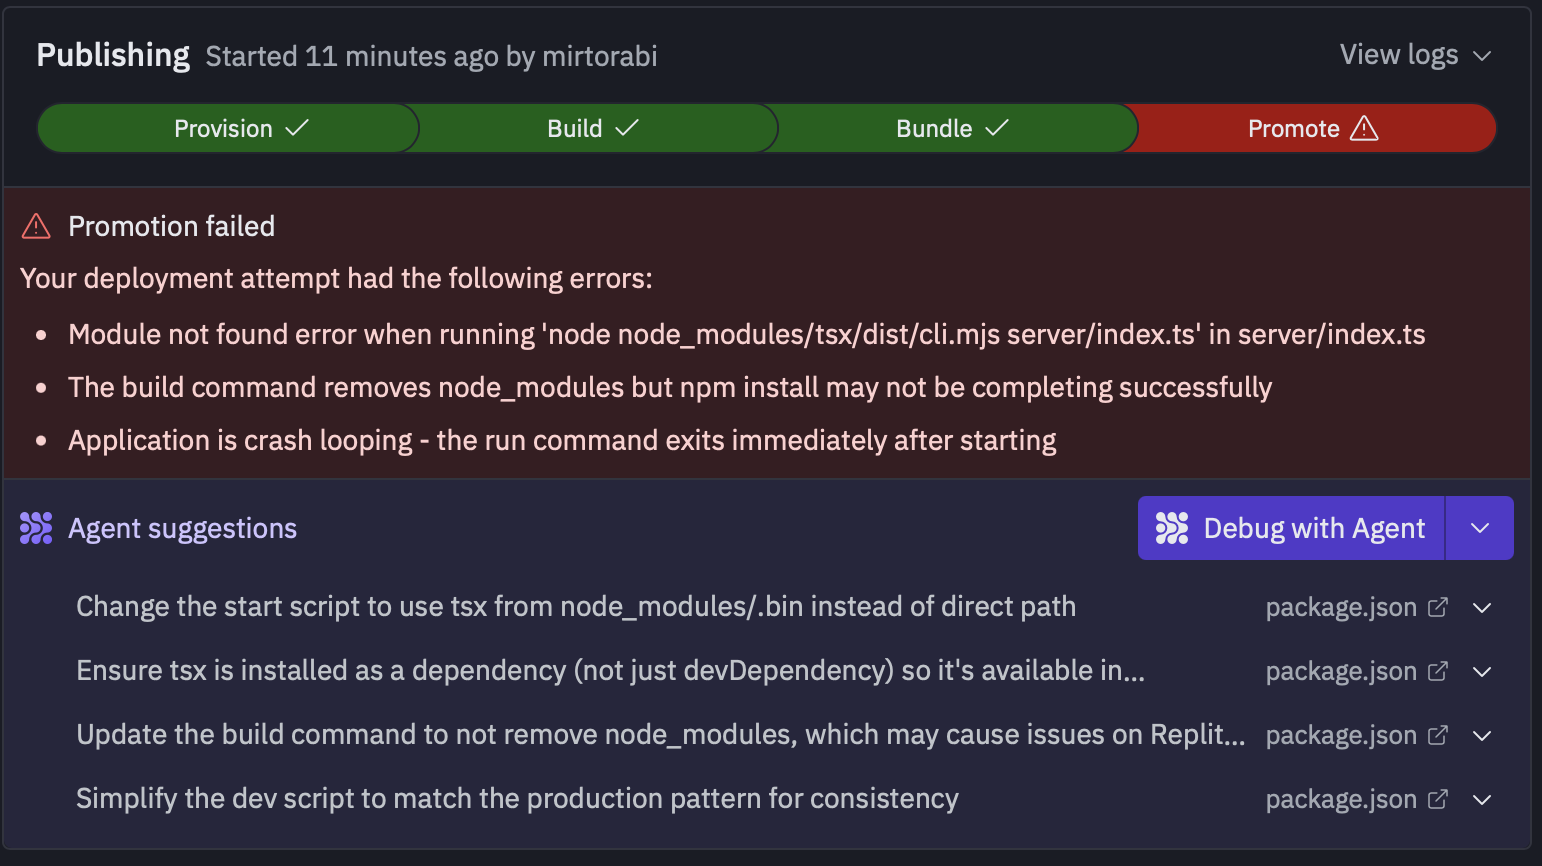 Publishing Started 11 minutes ago by mirtorabi View logs
Provision Build Bundle Promote
Promotion failed
Your deployment attempt had the following errors:
• Module not found error when running 'node node_modules/tsx/dist/cli.mjs server/index.ts' in server/index.ts
• The build command removes node_modules but npm install may not be completing successfully
• Application is crash looping - the run command exits immediately after starting
Agent suggestions Debug with Agent
Change the start script to use tsx from node_modules/.bin instead of direct path package.json
Ensure tsx is installed as a dependency (not just devDependency) so it's available in... package.json
Update the build command to not remove node_modules, which may cause issues on Replit... package.json
Simplify the dev script to match the production pattern for consistency package.json